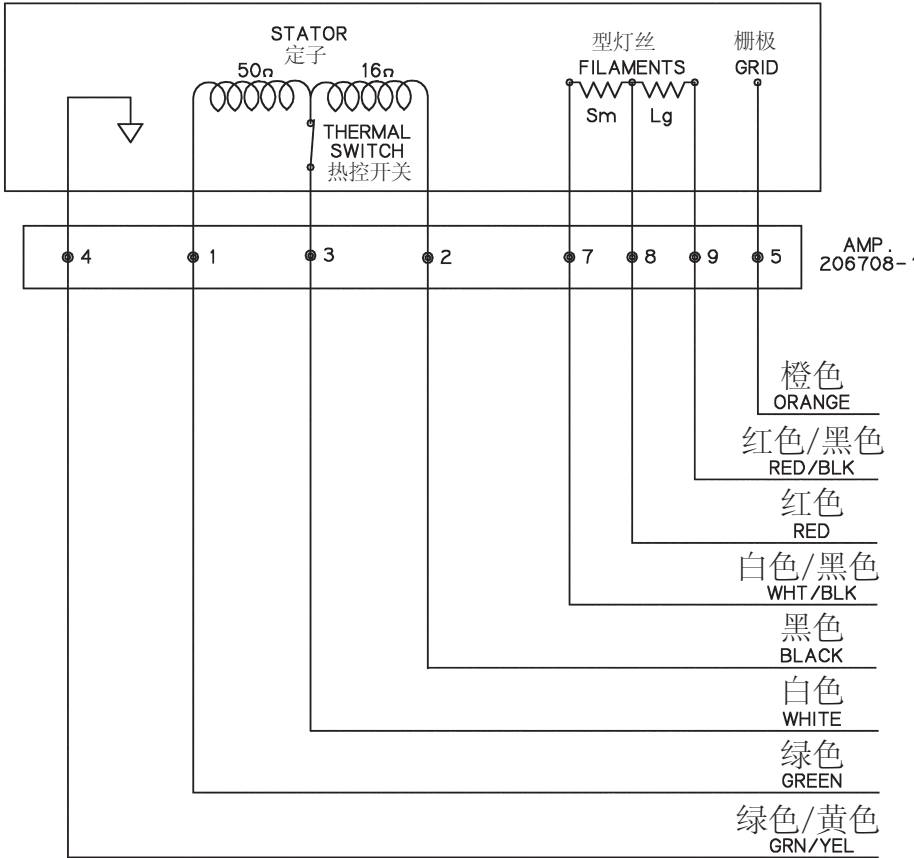 STATOR
定子
50Ω
16Ω
THERMAL
SWITCH
热控开关
型灯丝
FILAMENTS
Sm
Lg
栅极
GRID
4
1
3
2
7
8
9
5
AMP.
206708-1
橙色
ORANGE
红色/黑色
RED/BLK
红色
RED
白色/黑色
WHT/BLK
黑色
BLACK
白色
WHITE
绿色
GREEN
绿色/黄色
GRN/YEL